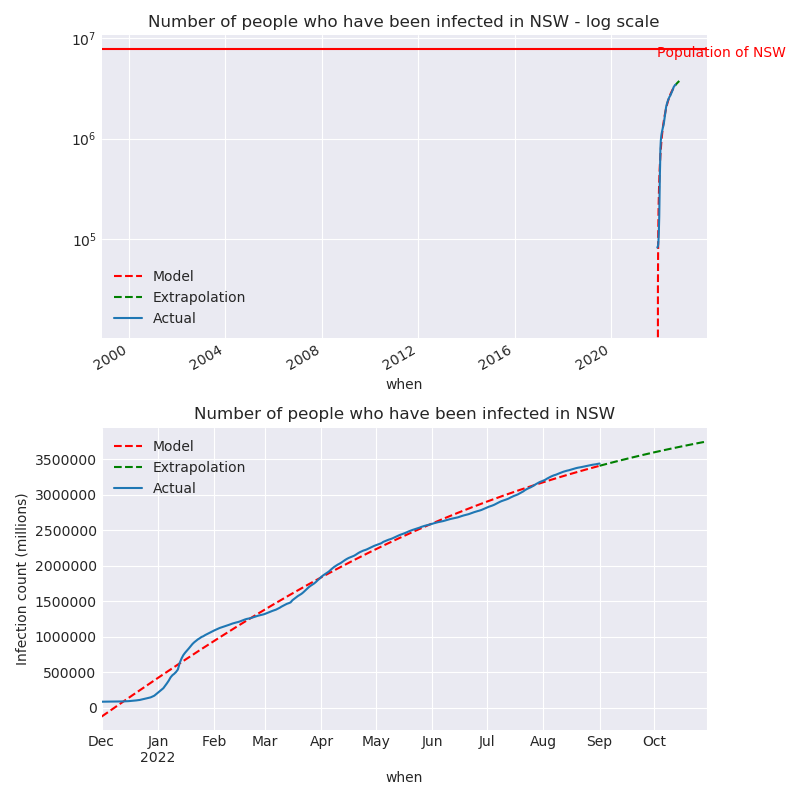 Number of people who have been infected in NSW - log scale
10^7
Population of NSW
10^6
10^5
Model
Extrapolation
Actual
2000 2004 2008 2012 2016 2020
when
Number of people who have been infected in NSW
Infection count (millions)
Model
Extrapolation
Actual
3500000
3000000
2500000
2000000
1500000
1000000
500000
0
Dec Jan Feb Mar Apr May Jun Jul Aug Sep Oct
2022
when